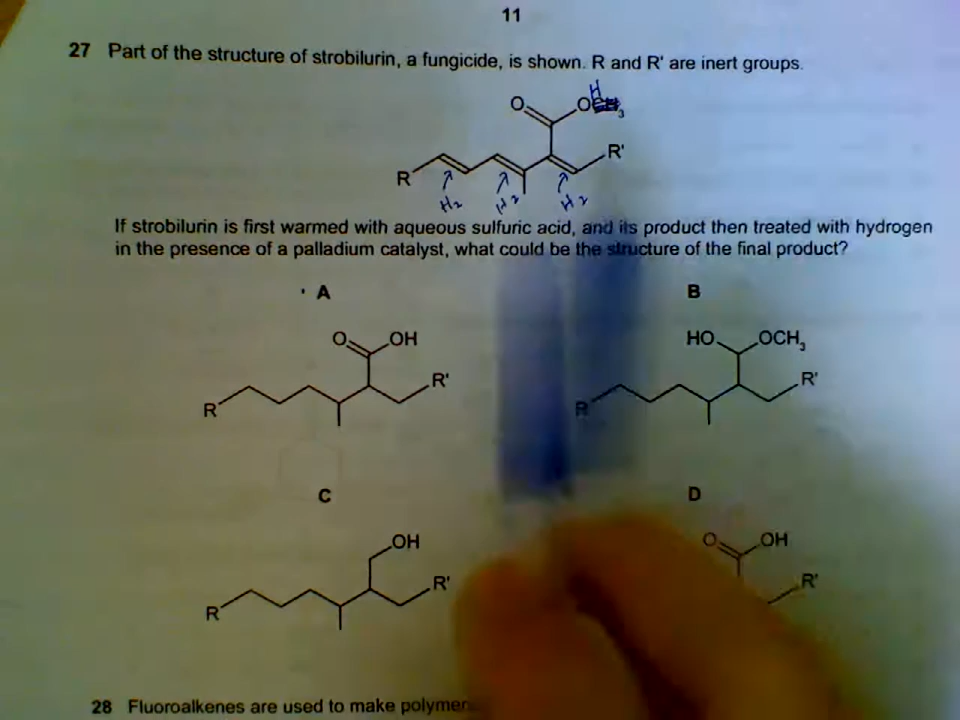 11
27 Part of the structure of strobilurin, a fungicide, is shown. R and R' are inert groups.
H
O
O
3
R'
R
H2 H2 H2
If strobilurin is first warmed with aqueous sulfuric acid, and its product then treated with hydrogen
in the presence of a palladium catalyst, what could be the structure of the final product?
A
B
O OH
HO OCH3
R'
R'
R
R
C
D
OH
O OH
R'
R'
R
28 Fluoroalkenes are used to make